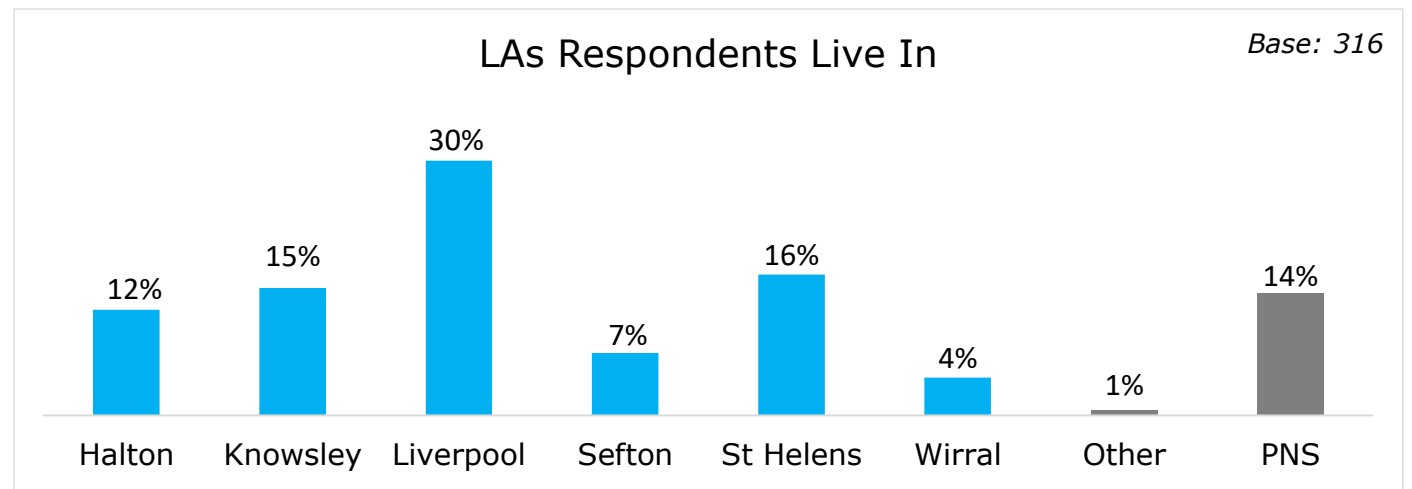 LAs Respondents Live In
Base: 316
30%
16%
15%
14%
12%
7%
4%
1%
Halton Knowsley Liverpool Sefton St Helens Wirral Other PNS